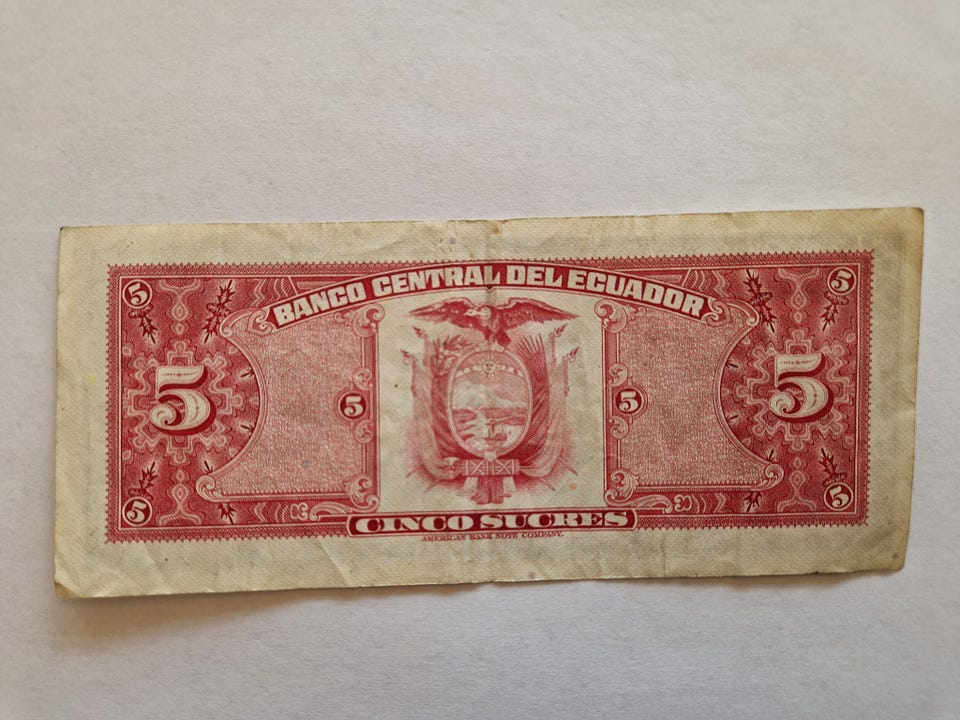 BANCO CENTRAL DEL ECUADOR
5 5
5 5
5 5
5 5
CINCO SUCRES
AMERICAN BANK NOTE COMPANY.